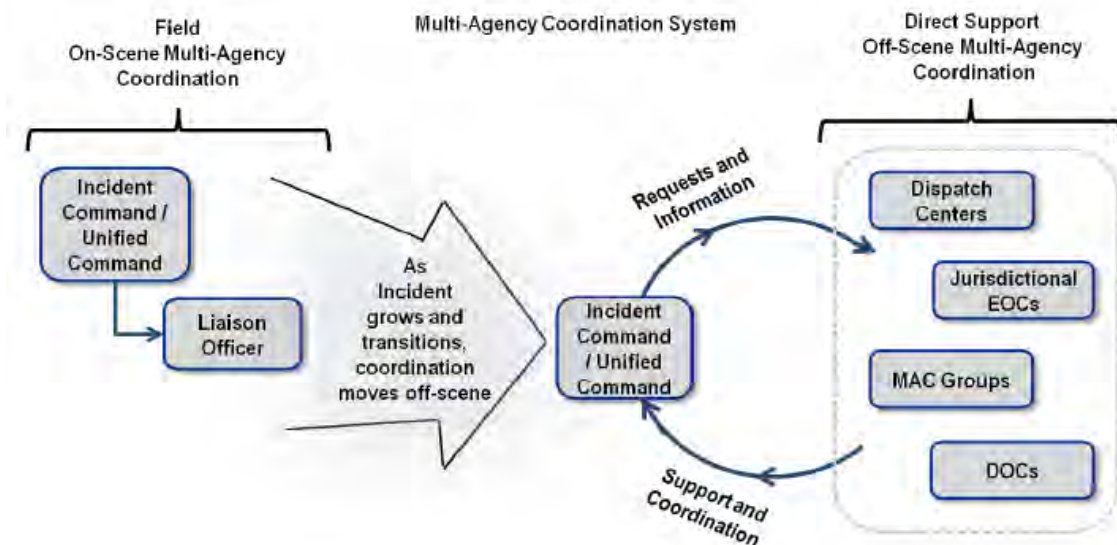 Field
On-Scene Multi-Agency
Coordination
Multi-Agency Coordination System
Direct Support
Off-Scene Multi-Agency
Coordination
Incident
Command /
Unified
Command
Liaison
Officer
As
Incident
grows and
transitions,
coordination
moves off-scene
Incident
Command
/ Unified
Command
Requests and
Information
Support and
Coordination
Dispatch
Centers
Jurisdictional
EOCs
MAC Groups
DOCs